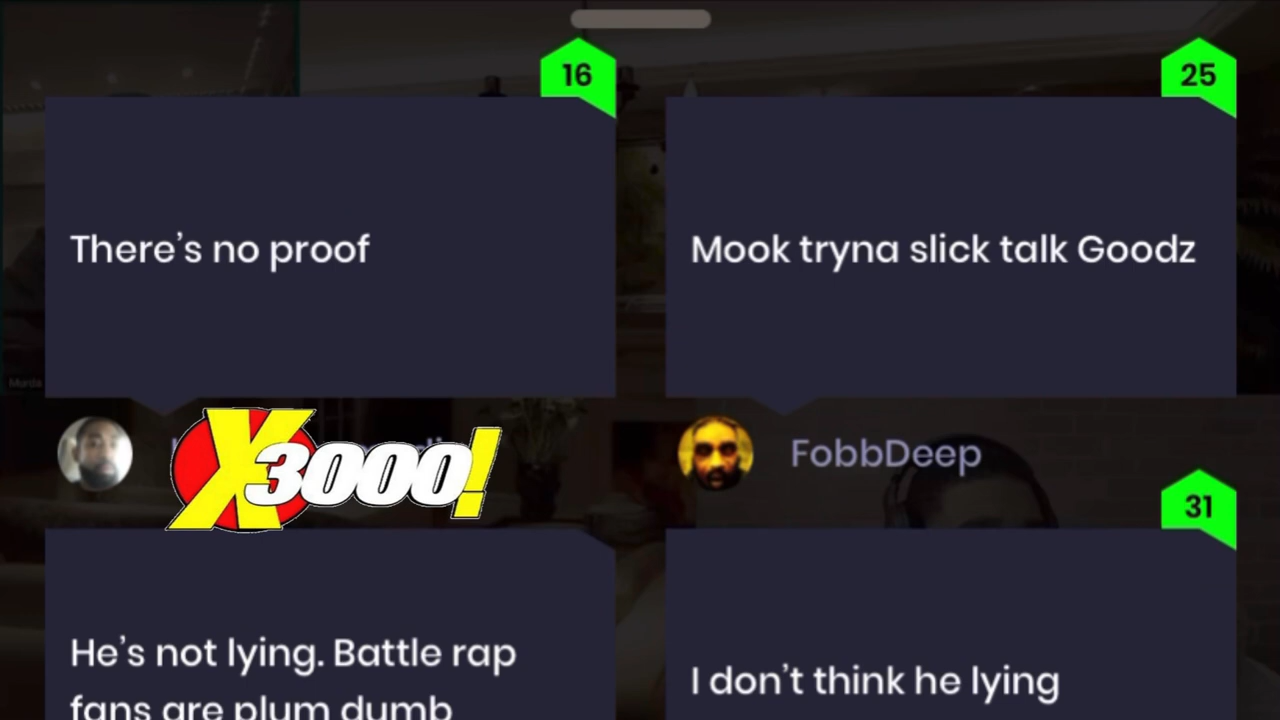 16
25
There's no proof
Mook tryna slick talk Goodz
X3000!
FobbDeep
31
He's not lying. Battle rap
fans are plum dumb
I don't think he lying